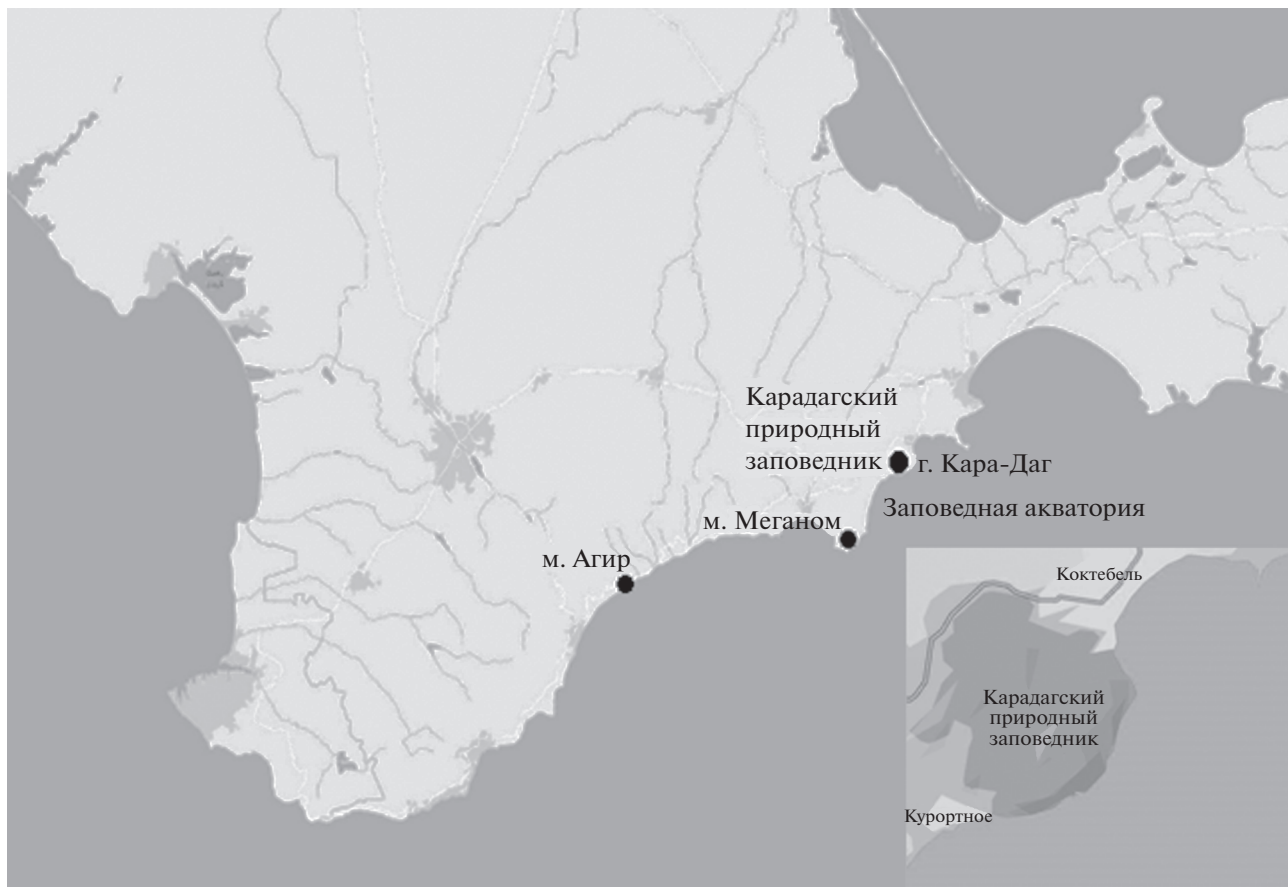 Карадагский
природный
заповедник
г. Кара-Даг
Заповедная акватория
м. Меганом
м. Агир
Коктебель
Карадагский
природный
заповедник
Курортное